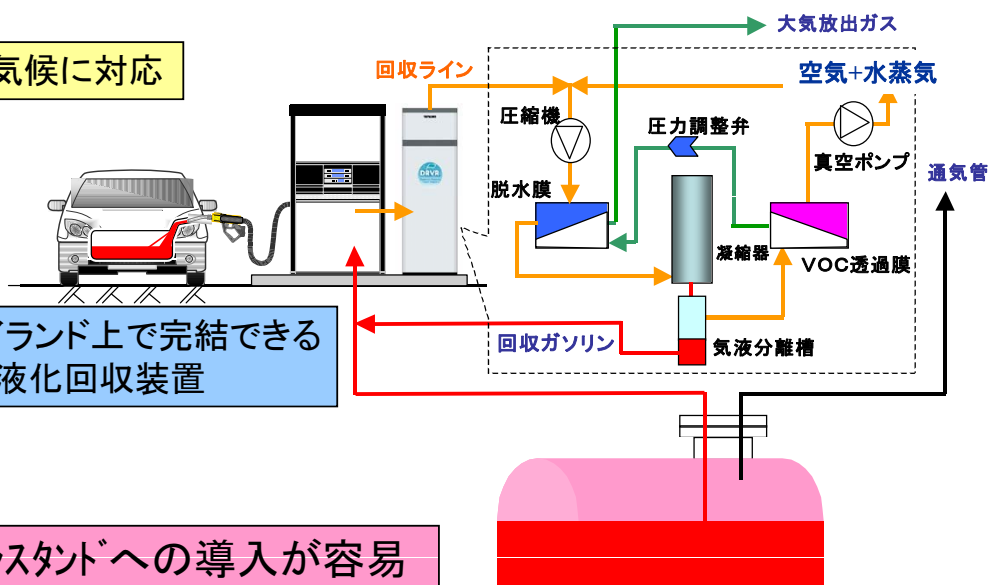 大気放出ガス
気候に対応
回収ライン
空気+水蒸気
圧縮機
圧力調整弁
真空ポンプ
通気管
DRVR
脱水膜
凝縮器
VOC透過膜
ランド上で完結できる
液化回収装置
回収ガソリン
気液分離槽
スタンドへの導入が容易